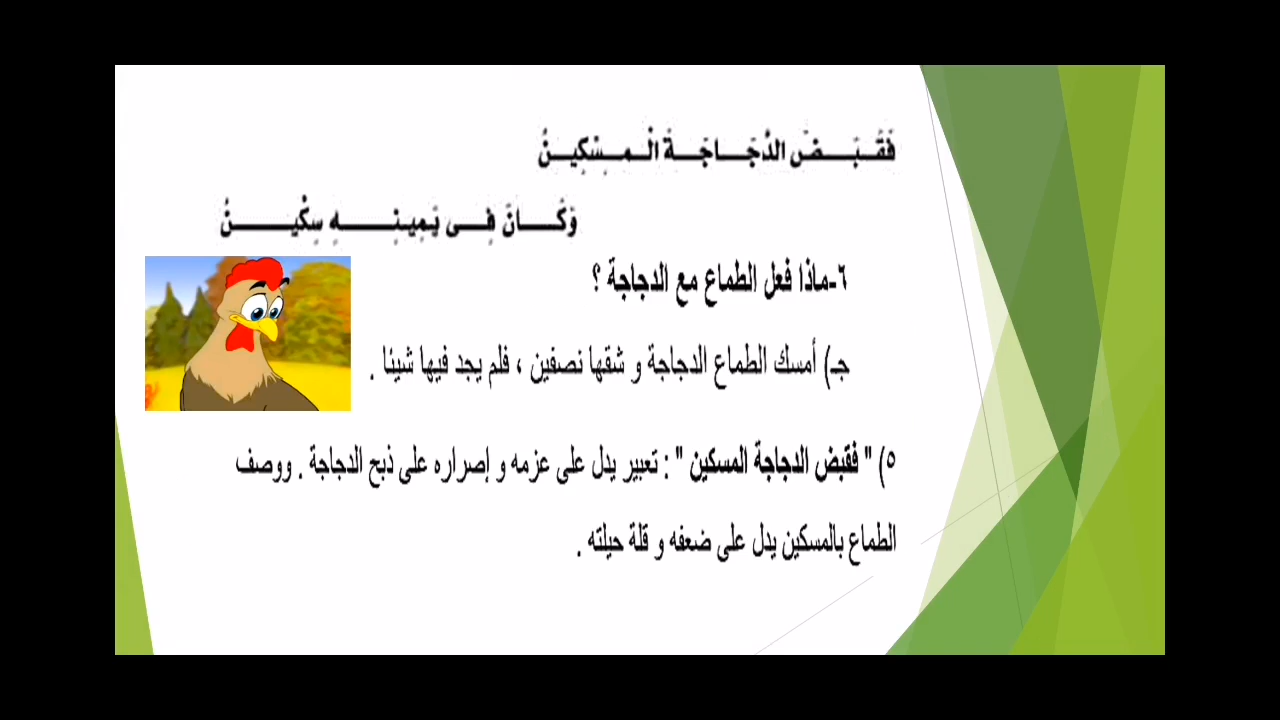 فَقَبَضَ الدَّجَاجَةَ الْمِسْكِينُ
وَكَانَ فِى يَمِينِهِ سِكْينُ
٦-ماذا فعل الطماع مع الدجاجة ؟
جـ) أمسك الطماع الدجاجة و شقها نصفين ، فلم يجد فيها شيئا .
٥) " فقبض الدجاجة المسكين " : تعبير يدل على عزمه و إصراره على ذبح الدجاجة . ووصف
الطماع بالمسكين يدل على ضعفه و قلة حيلته .